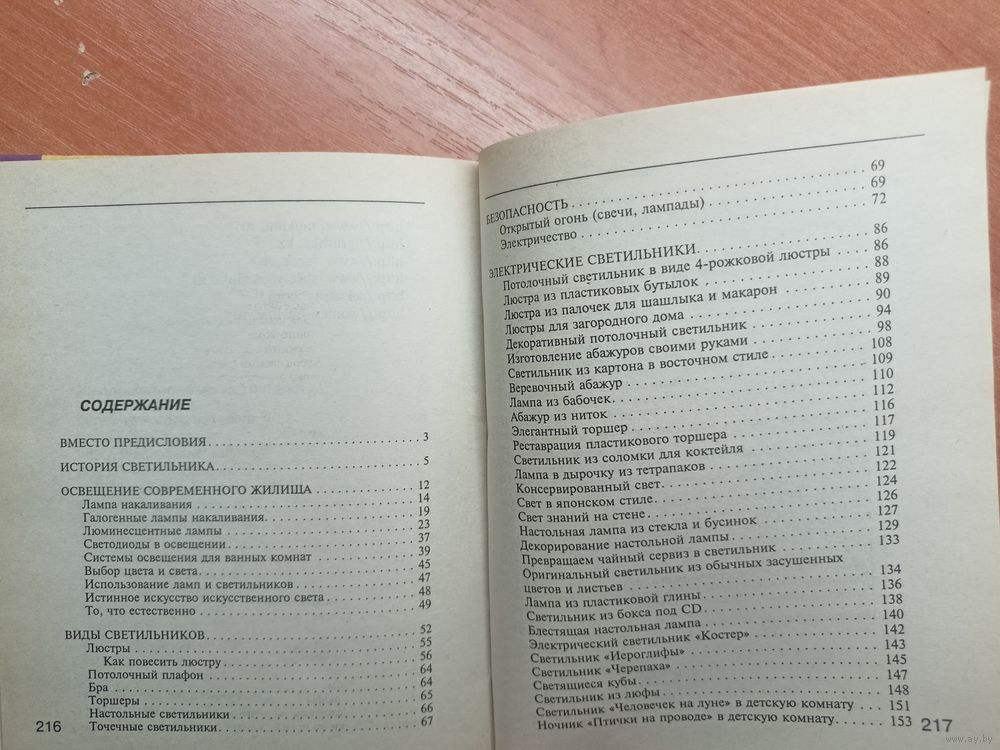 СОДЕРЖАНИЕ
ВМЕСТО ПРЕДИСЛОВИЯ 3
ИСТОРИЯ СВЕТИЛЬНИКА 5
ОСВЕЩЕНИЕ СОВРЕМЕННОГО ЖИЛИЩА 12
Лампа накаливания 14
Галогенные лампы накаливания 19
Люминесцентные лампы 23
Светодиоды в освещении 37
Системы освещения для ванных комнат 39
Выбор цвета и света 45
Использование ламп и светильников 47
Истинное искусство искусственного света 48
То, что естественно 49
ВИДЫ СВЕТИЛЬНИКОВ 52
Люстры 55
Как повесить люстру 56
Потолочный плафон 64
Бра 64
Торшеры 65
Настольные светильники 66
Точечные светильники 67
216
БЕЗОПАСНОСТЬ 69
Открытый огонь (свечи, лампады) 69
Электричество 72
ЭЛЕКТРИЧЕСКИЕ СВЕТИЛЬНИКИ 86
Потолочный светильник в виде 4-рожковой люстры 86
Люстра из пластиковых бутылок 88
Люстра из палочек для шашлыка и макарон 89
Люстры для загородного дома 90
Декоративный потолочный светильник 94
Изготовление абажуров своими руками 98
Светильник из картона в восточном стиле 108
Веревочный абажур 109
Лампа из бабочек 110
Абажур из ниток 112
Элегантный торшер 116
Реставрация пластикового торшера 117
Светильник из соломки для коктейля 119
Лампа в дырочку из тетрапаков 121
Консервированный свет 122
Свет в японском стиле 124
Свет знаний на стене 126
Настольная лампа из стекла и бусинок 127
Декорирование настольной лампы 129
Превращаем чайный сервиз в светильник 133
Оригинальный светильник из обычных засушенных
цветов и листьев 134
Лампа из пластиковой глины 136
Светильник из бокса под CD 138
Блестящая настольная лампа 140
Электрический светильник «Костер» 142
Светильник «Иероглифы» 143
Светильник «Черепаха» 145
Светящиеся кубы 147
Светильник из люфы 148
Светильник «Человечек на луне» в детскую комнату 151
Ночник «Птички на проводе» в детскую комнату 153
217
www.ay.by